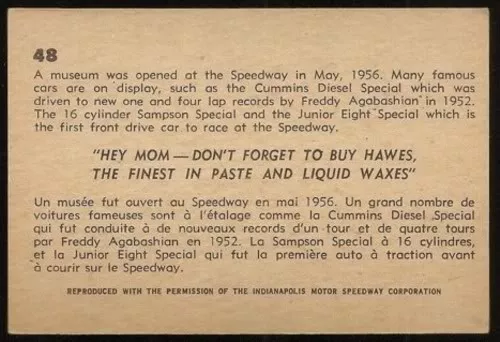 48
A museum was opened at the Speedway in May, 1956. Many famous
cars are on display, such as the Cummins Diesel Special which was
driven to new one and four lap records by Freddy Agabashian in 1952.
The 16 cylinder Sampson Special and the Junior Eight Special which is
the first front drive car to race at the Speedway.
"HEY MOM — DON'T FORGET TO BUY HAWES,
THE FINEST IN PASTE AND LIQUID WAXES"
Un musée fut ouvert au Speedway en mai 1956. Un grand nombre de
voitures fameuses sont à l'étalage comme la Cummins Diesel Special
qui fut conduite à de nouveaux records d'un tour et de quatre tours
par Freddy Agabashian en 1952. La Sampson Special à 16 cylindres,
et la Junior Eight Special qui fut la première auto à traction avant
à courir sur le Speedway.
REPRODUCED WITH THE PERMISSION OF THE INDIANAPOLIS MOTOR SPEEDWAY CORPORATION